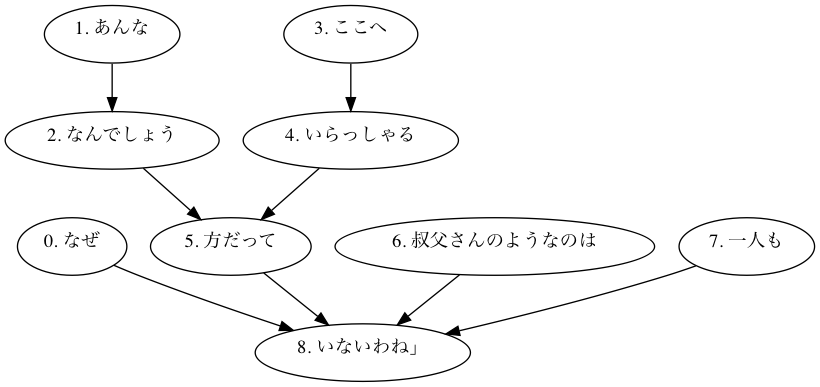 1. あんな
3. ここへ
2. なんでしょう
4. いらっしゃる
0. なぜ
5. 方だって
6. 叔父さんのようなのは
7. 一人も
8. いないわね」